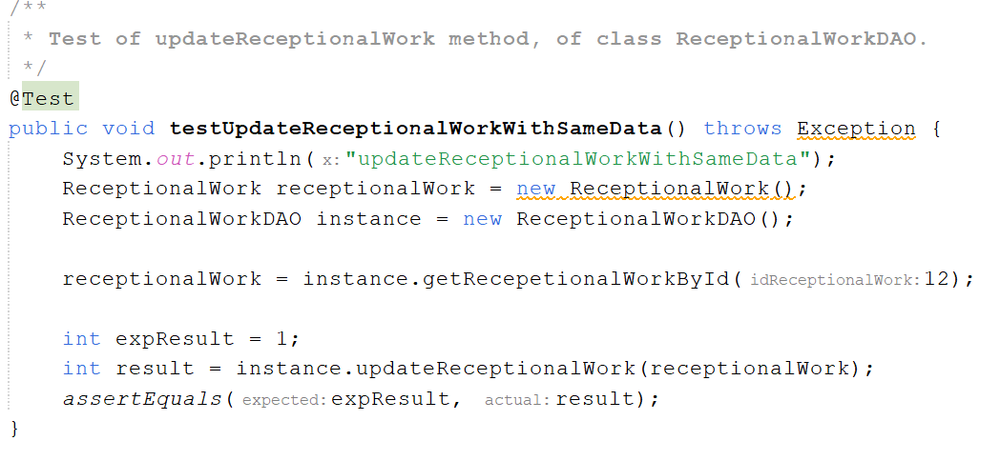 /**
* Test of updateReceptionalWork method, of class ReceptionalWorkDAO.
*/
@Test
public void testUpdateReceptionalWorkWithSameData() throws Exception {
System.out.println( x: "updateReceptionalWorkWithSameData");
ReceptionalWork receptionalWork = new ReceptionalWork();
ReceptionalWorkDAO instance = new ReceptionalWorkDAO();
receptionalWork = instance.getRecepetionalWorkById( idReceptionalWork: 12);
int expResult = 1;
int result = instance.updateReceptionalWork(receptionalWork);
assertEquals( expected: expResult, actual: result);
}